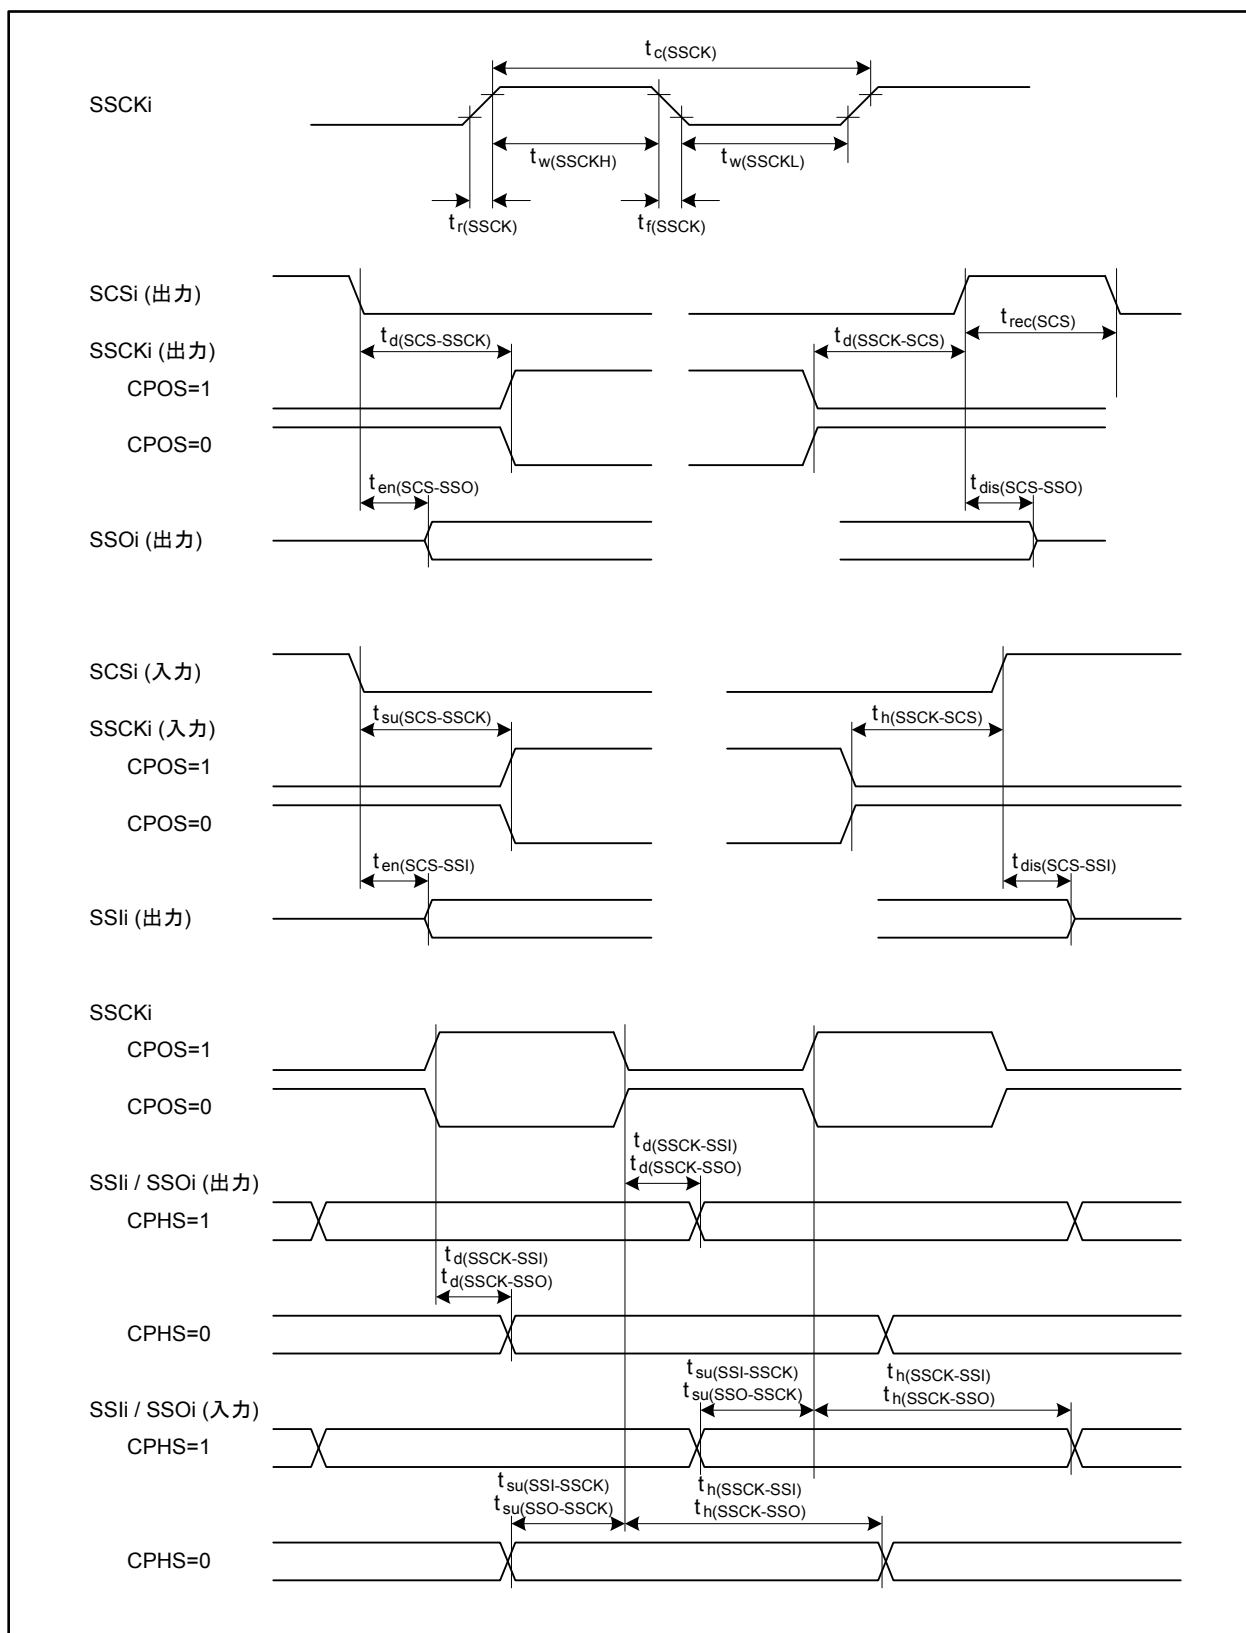 tc(SSCK)
SSCKi
tw(SSCKH) tw(SSCKL)
tr(SSCK) tf(SSCK)
SCSi (出力)
trec(SCS)
td(SCS-SSCK) td(SSCK-SCS)
SSCKi (出力)
CPOS=1
CPOS=0
ten(SCS-SSO) tdis(SCS-SSO)
SSOi (出力)
SCSi (入力)
tsu(SCS-SSCK) th(SSCK-SCS)
SSCKi (入力)
CPOS=1
CPOS=0
ten(SCS-SSI) tdis(SCS-SSI)
SSIi (出力)
SSCKi
CPOS=1
CPOS=0
td(SSCK-SSI)
td(SSCK-SSO)
SSIi / SSOi (出力)
CPHS=1
td(SSCK-SSI)
td(SSCK-SSO)
CPHS=0
tsu(SSI-SSCK) th(SSCK-SSI)
tsu(SSO-SSCK) th(SSCK-SSO)
SSIi / SSOi (入力)
CPHS=1
tsu(SSI-SSCK) th(SSCK-SSI)
tsu(SSO-SSCK) th(SSCK-SSO)
CPHS=0